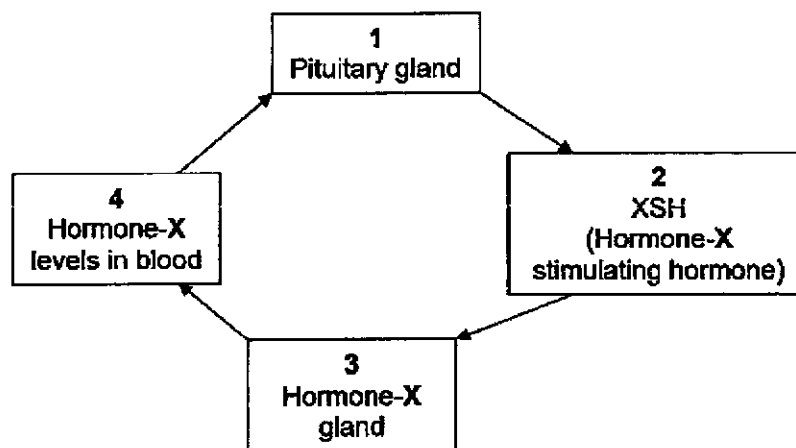 1
Pituitary gland
2
XSH
(Hormone-X
stimulating hormone)
3
Hormone-X
gland
4
Hormone-X
levels in blood